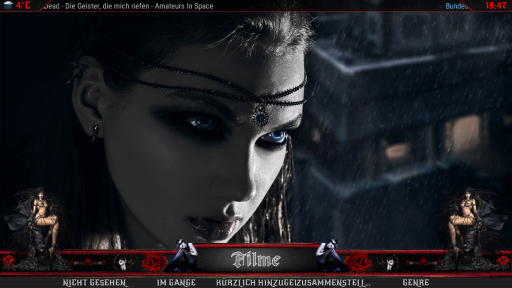 4°C Dead - Die Geister, die mich riefen - Amateurs In Space Bundes 19:47
Filme
NICHT GESEHEN IM GANGE KÜRZLICH HINZUGE(ZUSAMMENSTELL... GENRE